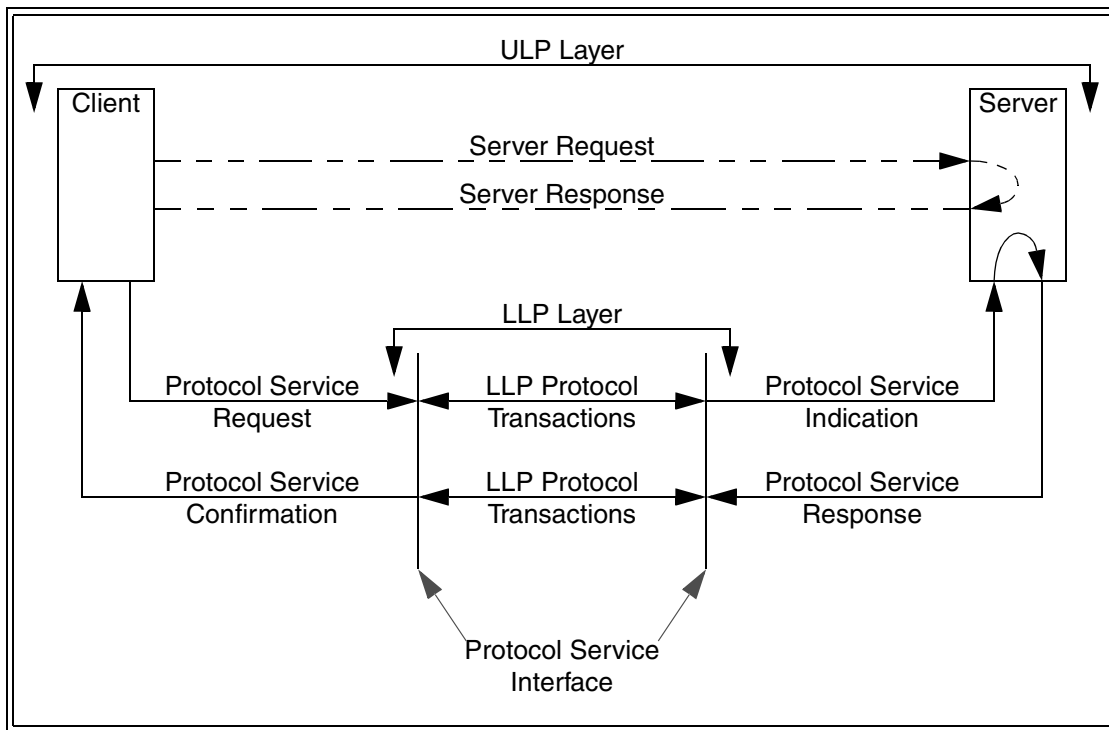 ULP Layer
Client
Server
Server Request
Server Response
LLP Layer
Protocol Service
Request
LLP Protocol
Transactions
Protocol Service
Indication
Protocol Service
Confirmation
LLP Protocol
Transactions
Protocol Service
Response
Protocol Service
Interface